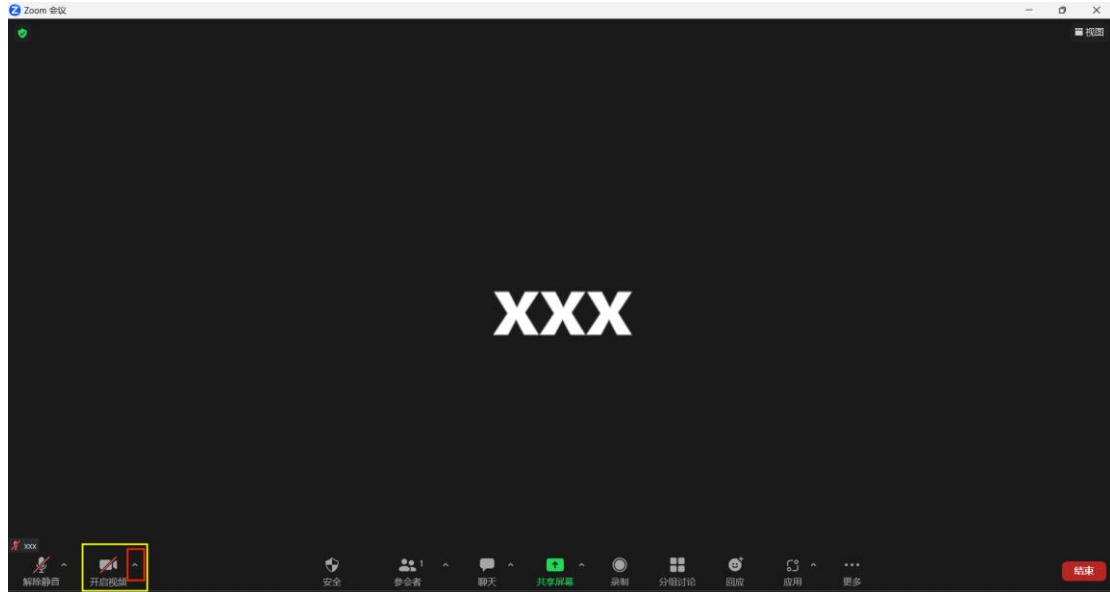 Zoom 会议
视图
xxx
xxx
解除静音
开启视频
安全
1
参会者
聊天
共享屏幕
录制
分组讨论
回应
应用
更多
结束